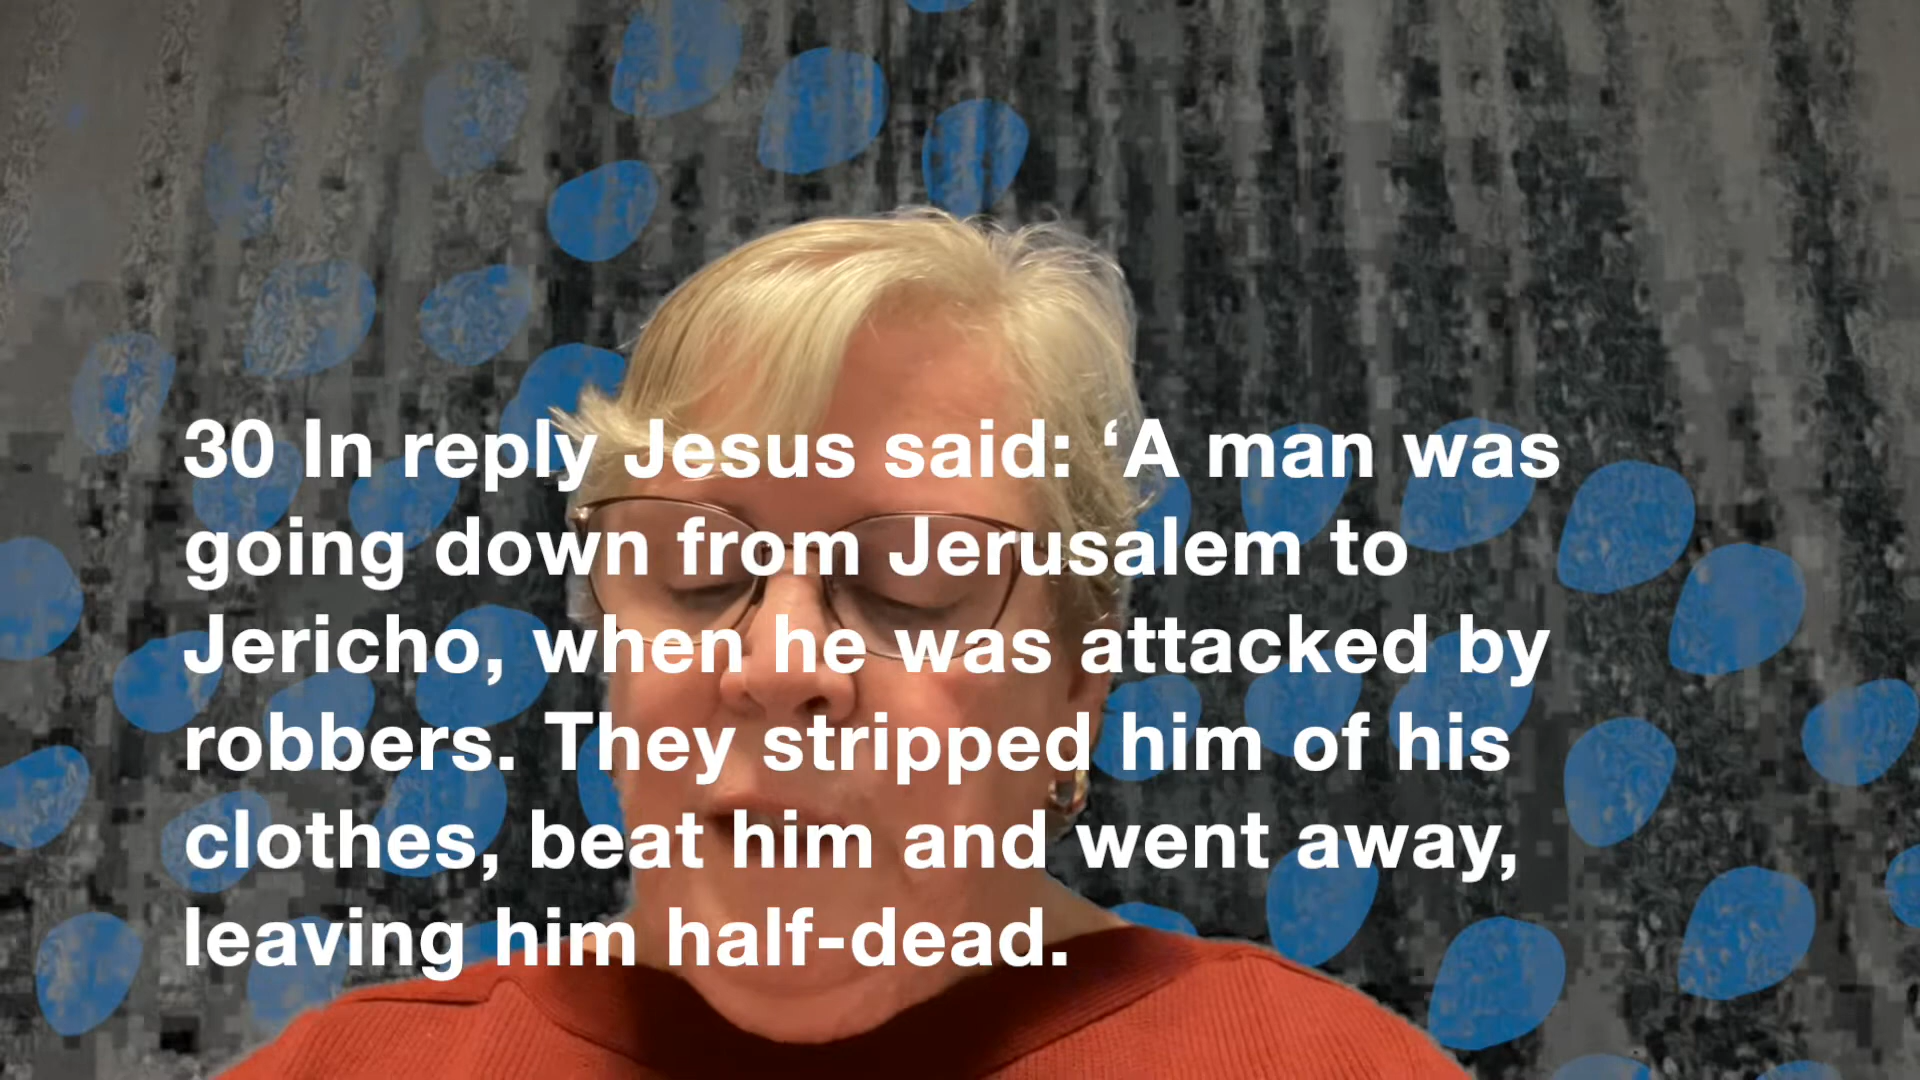 30 In reply Jesus said: ‘A man was
going down from Jerusalem to
Jericho, when he was attacked by
robbers. They stripped him of his
clothes, beat him and went away,
leaving him half-dead.